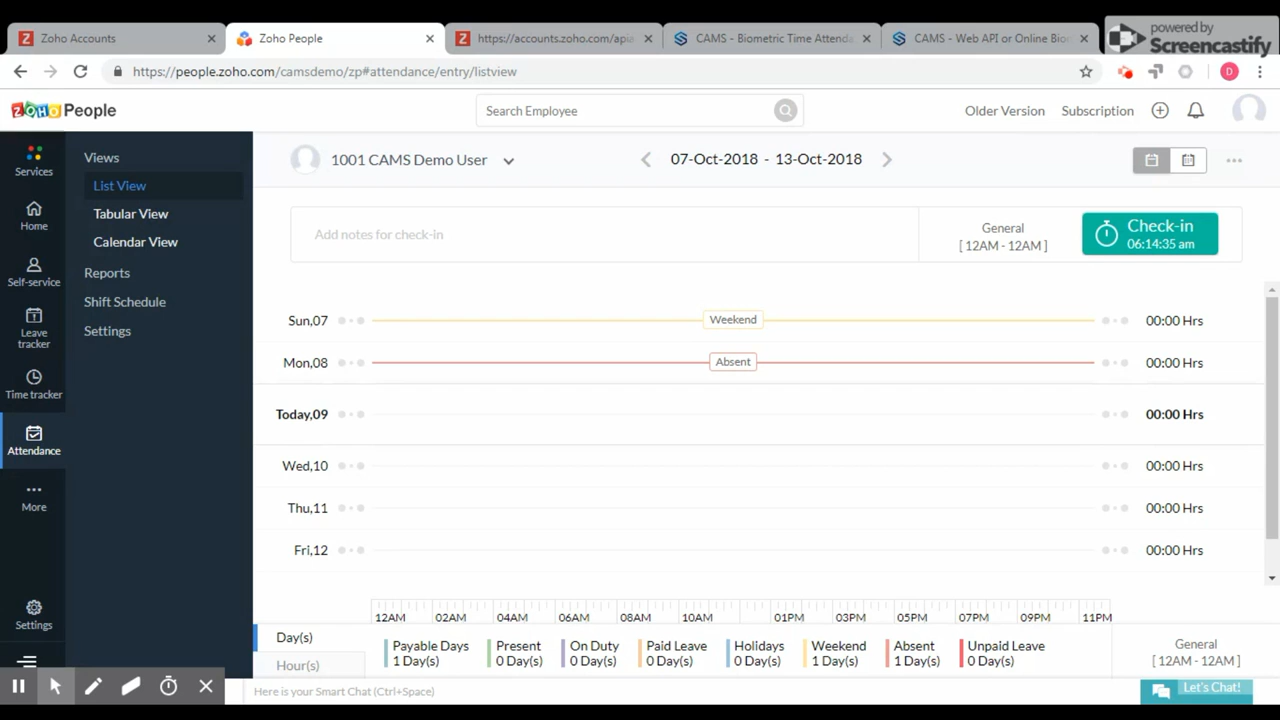 Zoho Accounts
Zoho People
https://accounts.zoho.com/apia
CAMS - Biometric Time Attenda
CAMS - Web API or Online Bio
powered by
Screencastify
https://people.zoho.com/camsdemo/zp#attendance/entry/listview
D
ZOHO People
Search Employee
Older Version
Subscription
Services
Home
Self-service
Leave
tracker
Time tracker
Attendance
More
Settings
Views
List View
Tabular View
Calendar View
Reports
Shift Schedule
Settings
1001 CAMS Demo User
07-Oct-2018 - 13-Oct-2018
Add notes for check-in
General
[ 12AM - 12AM ]
Check-in
06:14:35 am
Sun,07 Weekend 00:00 Hrs
Mon,08 Absent 00:00 Hrs
Today,09 00:00 Hrs
Wed,10 00:00 Hrs
Thu,11 00:00 Hrs
Fri,12 00:00 Hrs
12AM 02AM 04AM 06AM 08AM 10AM 01PM 03PM 05PM 07PM 09PM 11PM
Day(s)
Hour(s)
Payable Days
1 Day(s)
Present
0 Day(s)
On Duty
0 Day(s)
Paid Leave
0 Day(s)
Holidays
0 Day(s)
Weekend
1 Day(s)
Absent
1 Day(s)
Unpaid Leave
0 Day(s)
General
[ 12AM - 12AM ]
Here is your Smart Chat (Ctrl+Space)
Let's Chat!